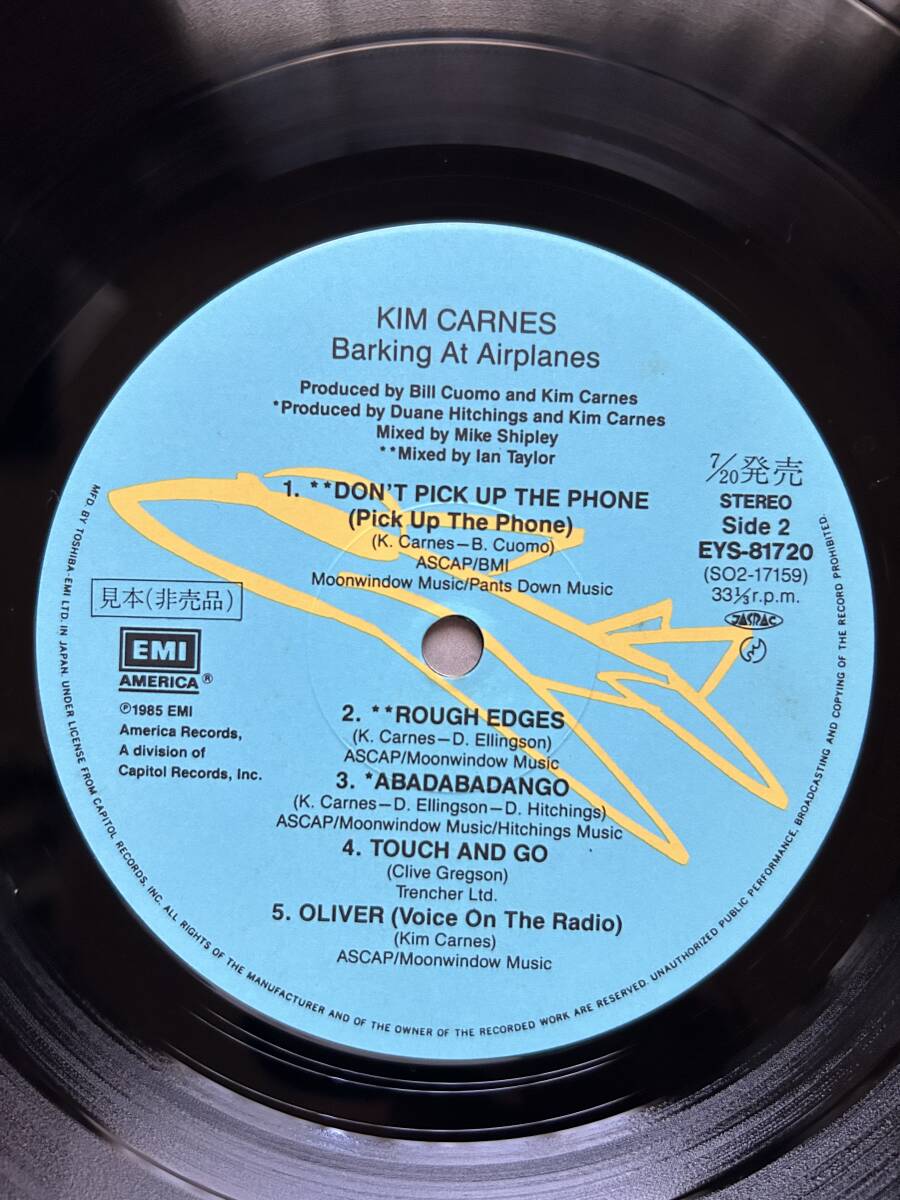 KIM CARNES
Barking At Airplanes
Produced by Bill Cuomo and Kim Carnes
*Produced by Duane Hitchings and Kim Carnes
Mixed by Mike Shipley
**Mixed by Ian Taylor
7/20発売
STEREO
Side 2
EYS-81720
(SO2-17159)
33⅓r.p.m.
JASRAC
1. **DON'T PICK UP THE PHONE
(Pick Up The Phone)
(K. Carnes—B. Cuomo)
ASCAP/BMI
Moonwindow Music/Pants Down Music
見本(非売品)
EMI
AMERICA®
℗1985 EMI
America Records,
A division of
Capitol Records, Inc.
2. **ROUGH EDGES
(K. Carnes—D. Ellingson)
ASCAP/Moonwindow Music
3. *ABADABADANGO
(K. Carnes—D. Ellingson—D. Hitchings)
ASCAP/Moonwindow Music/Hitchings Music
4. TOUCH AND GO
(Clive Gregson)
Trencher Ltd.
5. OLIVER (Voice On The Radio)
(Kim Carnes)
ASCAP/Moonwindow Music
MFD. BY TOSHIBA-EMI LTD. IN JAPAN. UNDER LICENSE FROM CAPITOL RECORDS, INC. ALL RIGHTS OF THE MANUFACTURER AND OF THE OWNER OF THE RECORDED WORK ARE RESERVED. UNAUTHORIZED PUBLIC PERFORMANCE, BROADCASTING AND COPYING OF THE RECORD PROHIBITED.